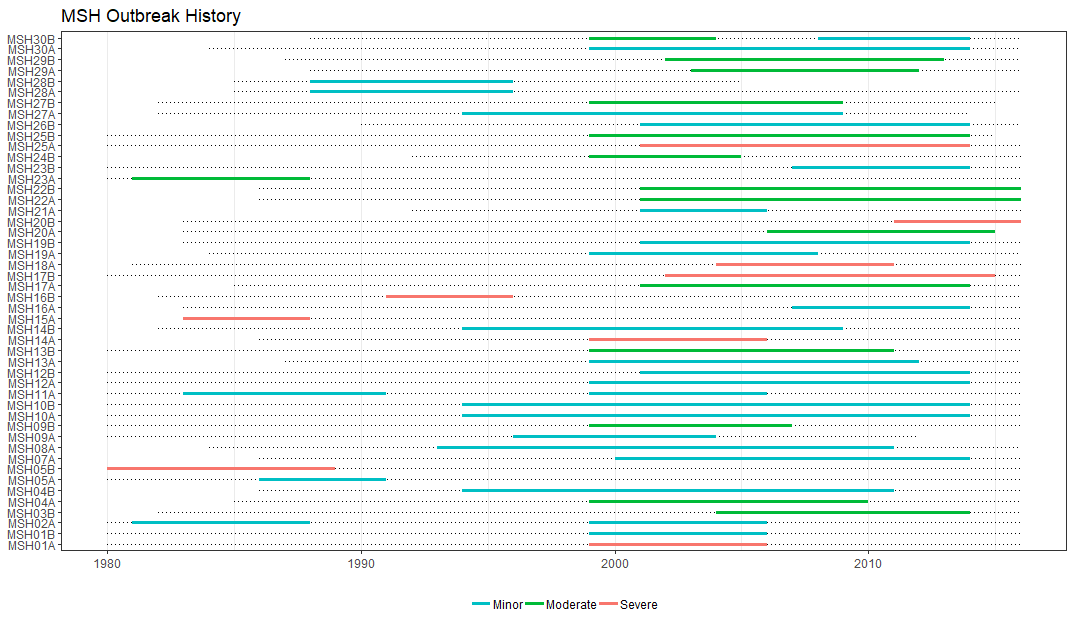 MSH Outbreak History
MSH30B
MSH30A
MSH29B
MSH29A
MSH28B
MSH28A
MSH27B
MSH27A
MSH26B
MSH25B
MSH25A
MSH24B
MSH23B
MSH23A
MSH22B
MSH22A
MSH21A
MSH20B
MSH20A
MSH19B
MSH19A
MSH18A
MSH17B
MSH17A
MSH16B
MSH16A
MSH15A
MSH14B
MSH14A
MSH13B
MSH13A
MSH12B
MSH12A
MSH11A
MSH10B
MSH10A
MSH09B
MSH09A
MSH08A
MSH07A
MSH05B
MSH05A
MSH04B
MSH04A
MSH03B
MSH02A
MSH01B
MSH01A
1980 1990 2000 2010
Minor Moderate Severe